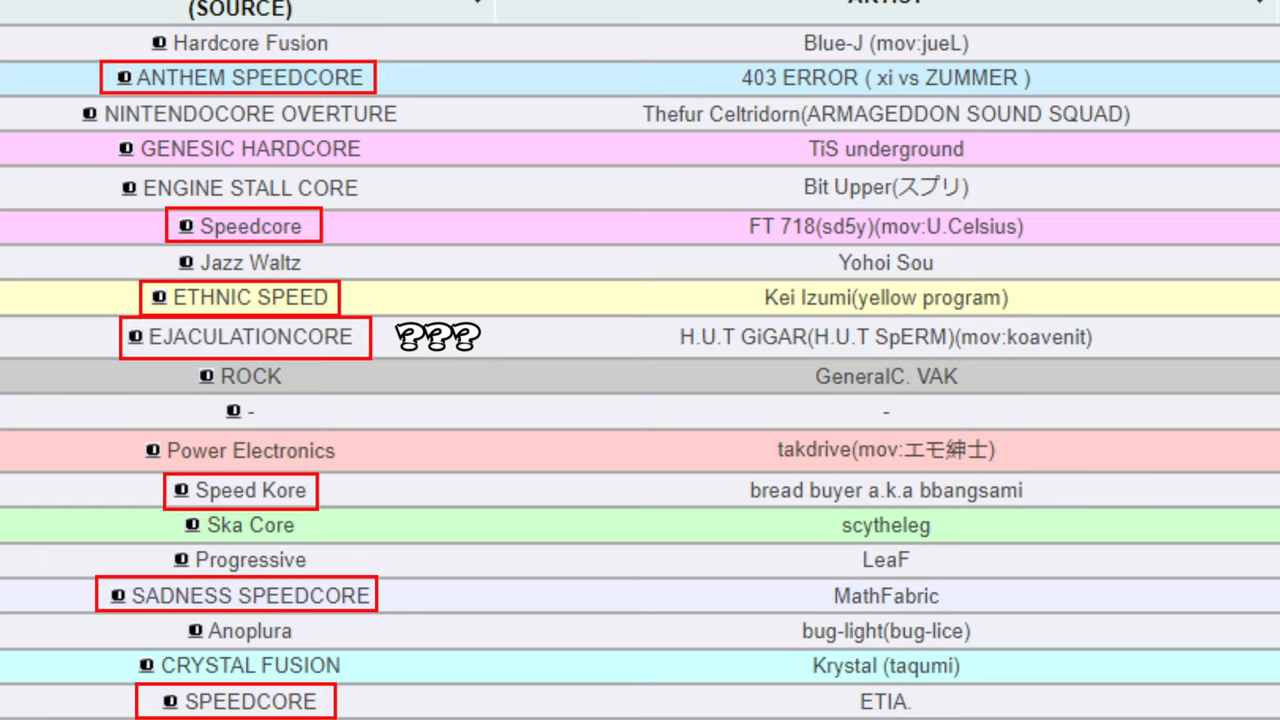 (SOURCE) ARTIST
Hardcore Fusion Blue-J (mov:jueL)
ANTHEM SPEEDCORE 403 ERROR ( xi vs ZUMMER )
NINTENDOCORE OVERTURE Thefur Celtridorn(ARMAGEDDON SOUND SQUAD)
GENESIC HARDCORE TiS underground
ENGINE STALL CORE Bit Upper(スプリ)
Speedcore FT 718(sd5y)(mov:U.Celsius)
Jazz Waltz Yohoi Sou
ETHNIC SPEED Kei Izumi(yellow program)
EJACULATIONCORE ??? H.U.T GiGAR(H.U.T SpERM)(mov:koavenit)
ROCK GeneralC. VAK
- -
Power Electronics takdrive(mov:エモ紳士)
Speed Kore bread buyer a.k.a bbangsami
Ska Core scytheleg
Progressive LeaF
SADNESS SPEEDCORE MathFabric
Anoplura bug-light(bug-lice)
CRYSTAL FUSION Krystal (taqumi)
SPEEDCORE ETIA.